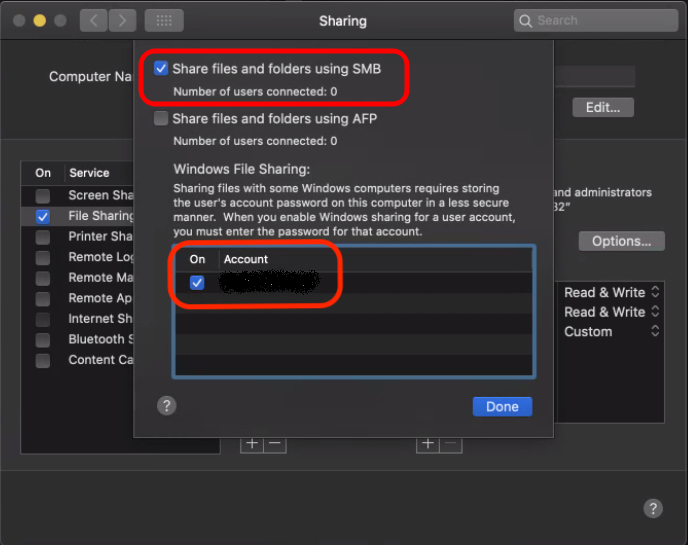 Sharing
Search
Computer Na
Edit...
Share files and folders using SMB
Number of users connected: 0
Share files and folders using AFP
Number of users connected: 0
Windows File Sharing:
Sharing files with some Windows computers requires storing
the user's account password on this computer in a less secure
manner. When you enable Windows sharing for a user account,
you must enter the password for that account.
On Account
?
Done
On Service
Screen Sha
File Sharing
Printer Sha
Remote Log
Remote Ma
Remote Ap
Internet Sh
Bluetooth S
Content Ca
and administrators
32"
Options...
Read & Write
Read & Write
Custom
+ −
+ −
?